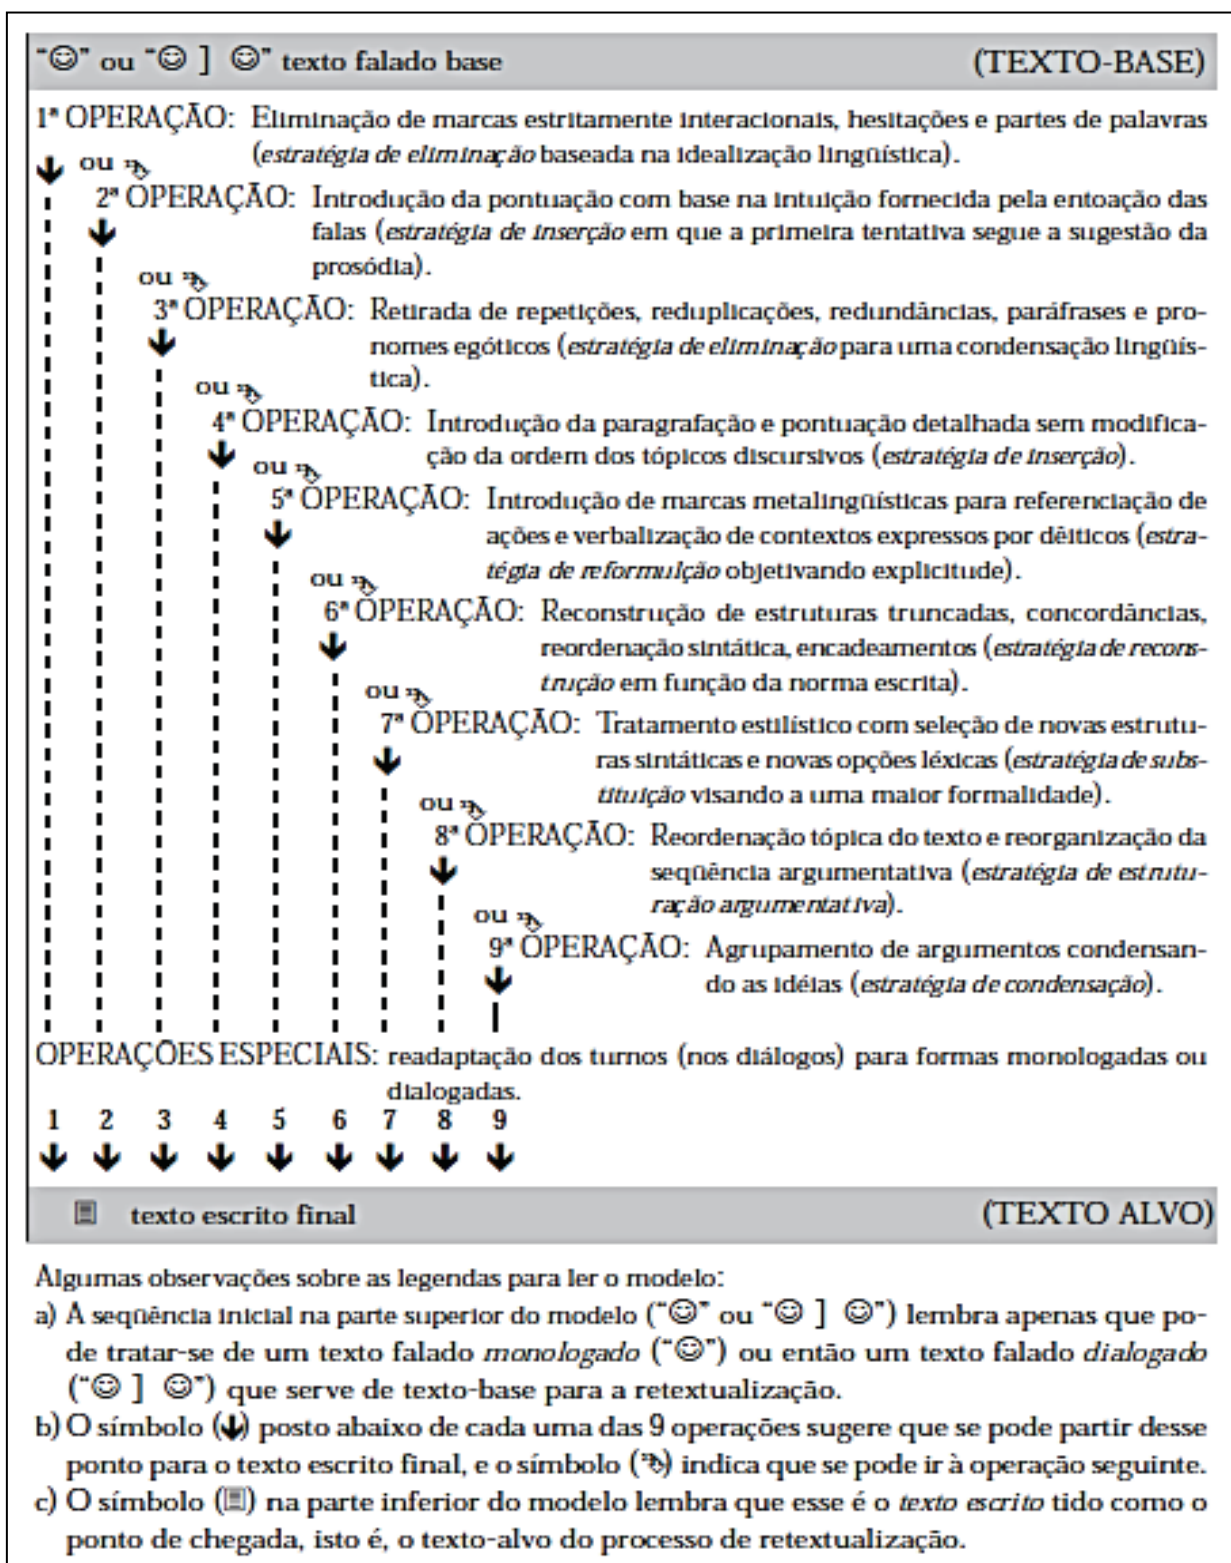 “☺” ou “☺ ] ☺” texto falado base (TEXTO-BASE)
1ª OPERAÇÃO: Eliminação de marcas estritamente interacionais, hesitações e partes de palavras
(estratégia de eliminação baseada na idealização lingüística).
ou
2ª OPERAÇÃO: Introdução da pontuação com base na intuição fornecida pela entoação das
falas (estratégia de inserção em que a primeira tentativa segue a sugestão da
prosódia).
ou
3ª OPERAÇÃO: Retirada de repetições, reduplicações, redundâncias, paráfrases e pro-
nomes egóticos (estratégia de eliminação para uma condensação lingüís-
tica).
ou
4ª OPERAÇÃO: Introdução da paragrafação e pontuação detalhada sem modifica-
ção da ordem dos tópicos discursivos (estratégia de inserção).
ou
5ª OPERAÇÃO: Introdução de marcas metalingüísticas para referenciação de
ações e verbalização de contextos expressos por dêiticos (estra-
tégia de reformulção objetivando explicitude).
ou
6ª OPERAÇÃO: Reconstrução de estruturas truncadas, concordâncias,
reordenação sintática, encadeamentos (estratégia de recons-
trução em função da norma escrita).
ou
7ª OPERAÇÃO: Tratamento estilístico com seleção de novas estrutu-
ras sintáticas e novas opções léxicas (estratégia de subs-
tituição visando a uma maior formalidade).
ou
8ª OPERAÇÃO: Reordenação tópica do texto e reorganização da
seqüência argumentativa (estratégia de estrutu-
ração argumentativa).
ou
9ª OPERAÇÃO: Agrupamento de argumentos condensan-
do as idéias (estratégia de condensação).
OPERAÇÕES ESPECIAIS: readaptação dos turnos (nos diálogos) para formas monologadas ou
dialogadas.
1 2 3 4 5 6 7 8 9
texto escrito final (TEXTO ALVO)
Algumas observações sobre as legendas para ler o modelo:
a) A seqüência inicial na parte superior do modelo (“☺” ou “☺ ] ☺”) lembra apenas que po-
de tratar-se de um texto falado monologado (“☺”) ou então um texto falado dialogado
(“☺ ] ☺”) que serve de texto-base para a retextualização.
b) O símbolo (🡻) posto abaixo de cada uma das 9 operações sugere que se pode partir desse
ponto para o texto escrito final, e o símbolo (➘) indica que se pode ir à operação seguinte.
c) O símbolo (🗏) na parte inferior do modelo lembra que esse é o texto escrito tido como o
ponto de chegada, isto é, o texto-alvo do processo de retextualização.